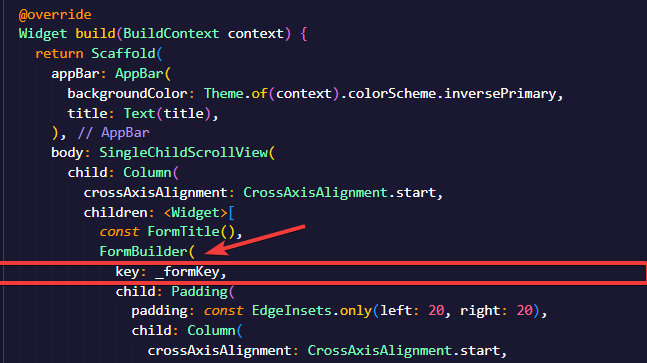 @override
Widget build(BuildContext context) {
return Scaffold(
appBar: AppBar(
backgroundColor: Theme.of(context).colorScheme.inversePrimary,
title: Text(title),
), // AppBar
body: SingleChildScrollView(
child: Column(
crossAxisAlignment: CrossAxisAlignment.start,
children: <Widget>[
const FormTitle(),
FormBuilder(
key: _formKey,
child: Padding(
padding: const EdgeInsets.only(left: 20, right: 20),
child: Column(
crossAxisAlignment: CrossAxisAlignment.start,